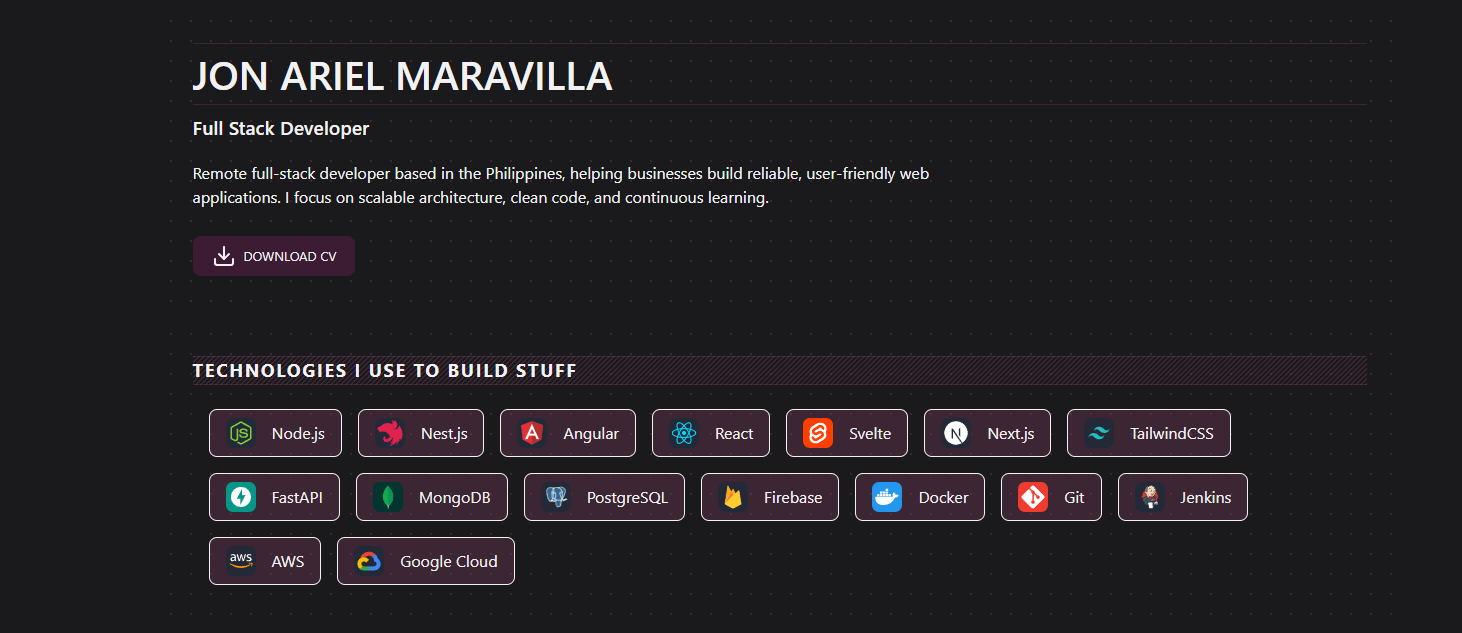 JON ARIEL MARAVILLA
Full Stack Developer
Remote full-stack developer based in the Philippines, helping businesses build reliable, user-friendly web
applications. I focus on scalable architecture, clean code, and continuous learning.
DOWNLOAD CV
TECHNOLOGIES I USE TO BUILD STUFF
JS Node.js Nest.js A Angular React Svelte N Next.js TailwindCSS
FastAPI MongoDB PostgreSQL Firebase Docker Git Jenkins
aws AWS Google Cloud